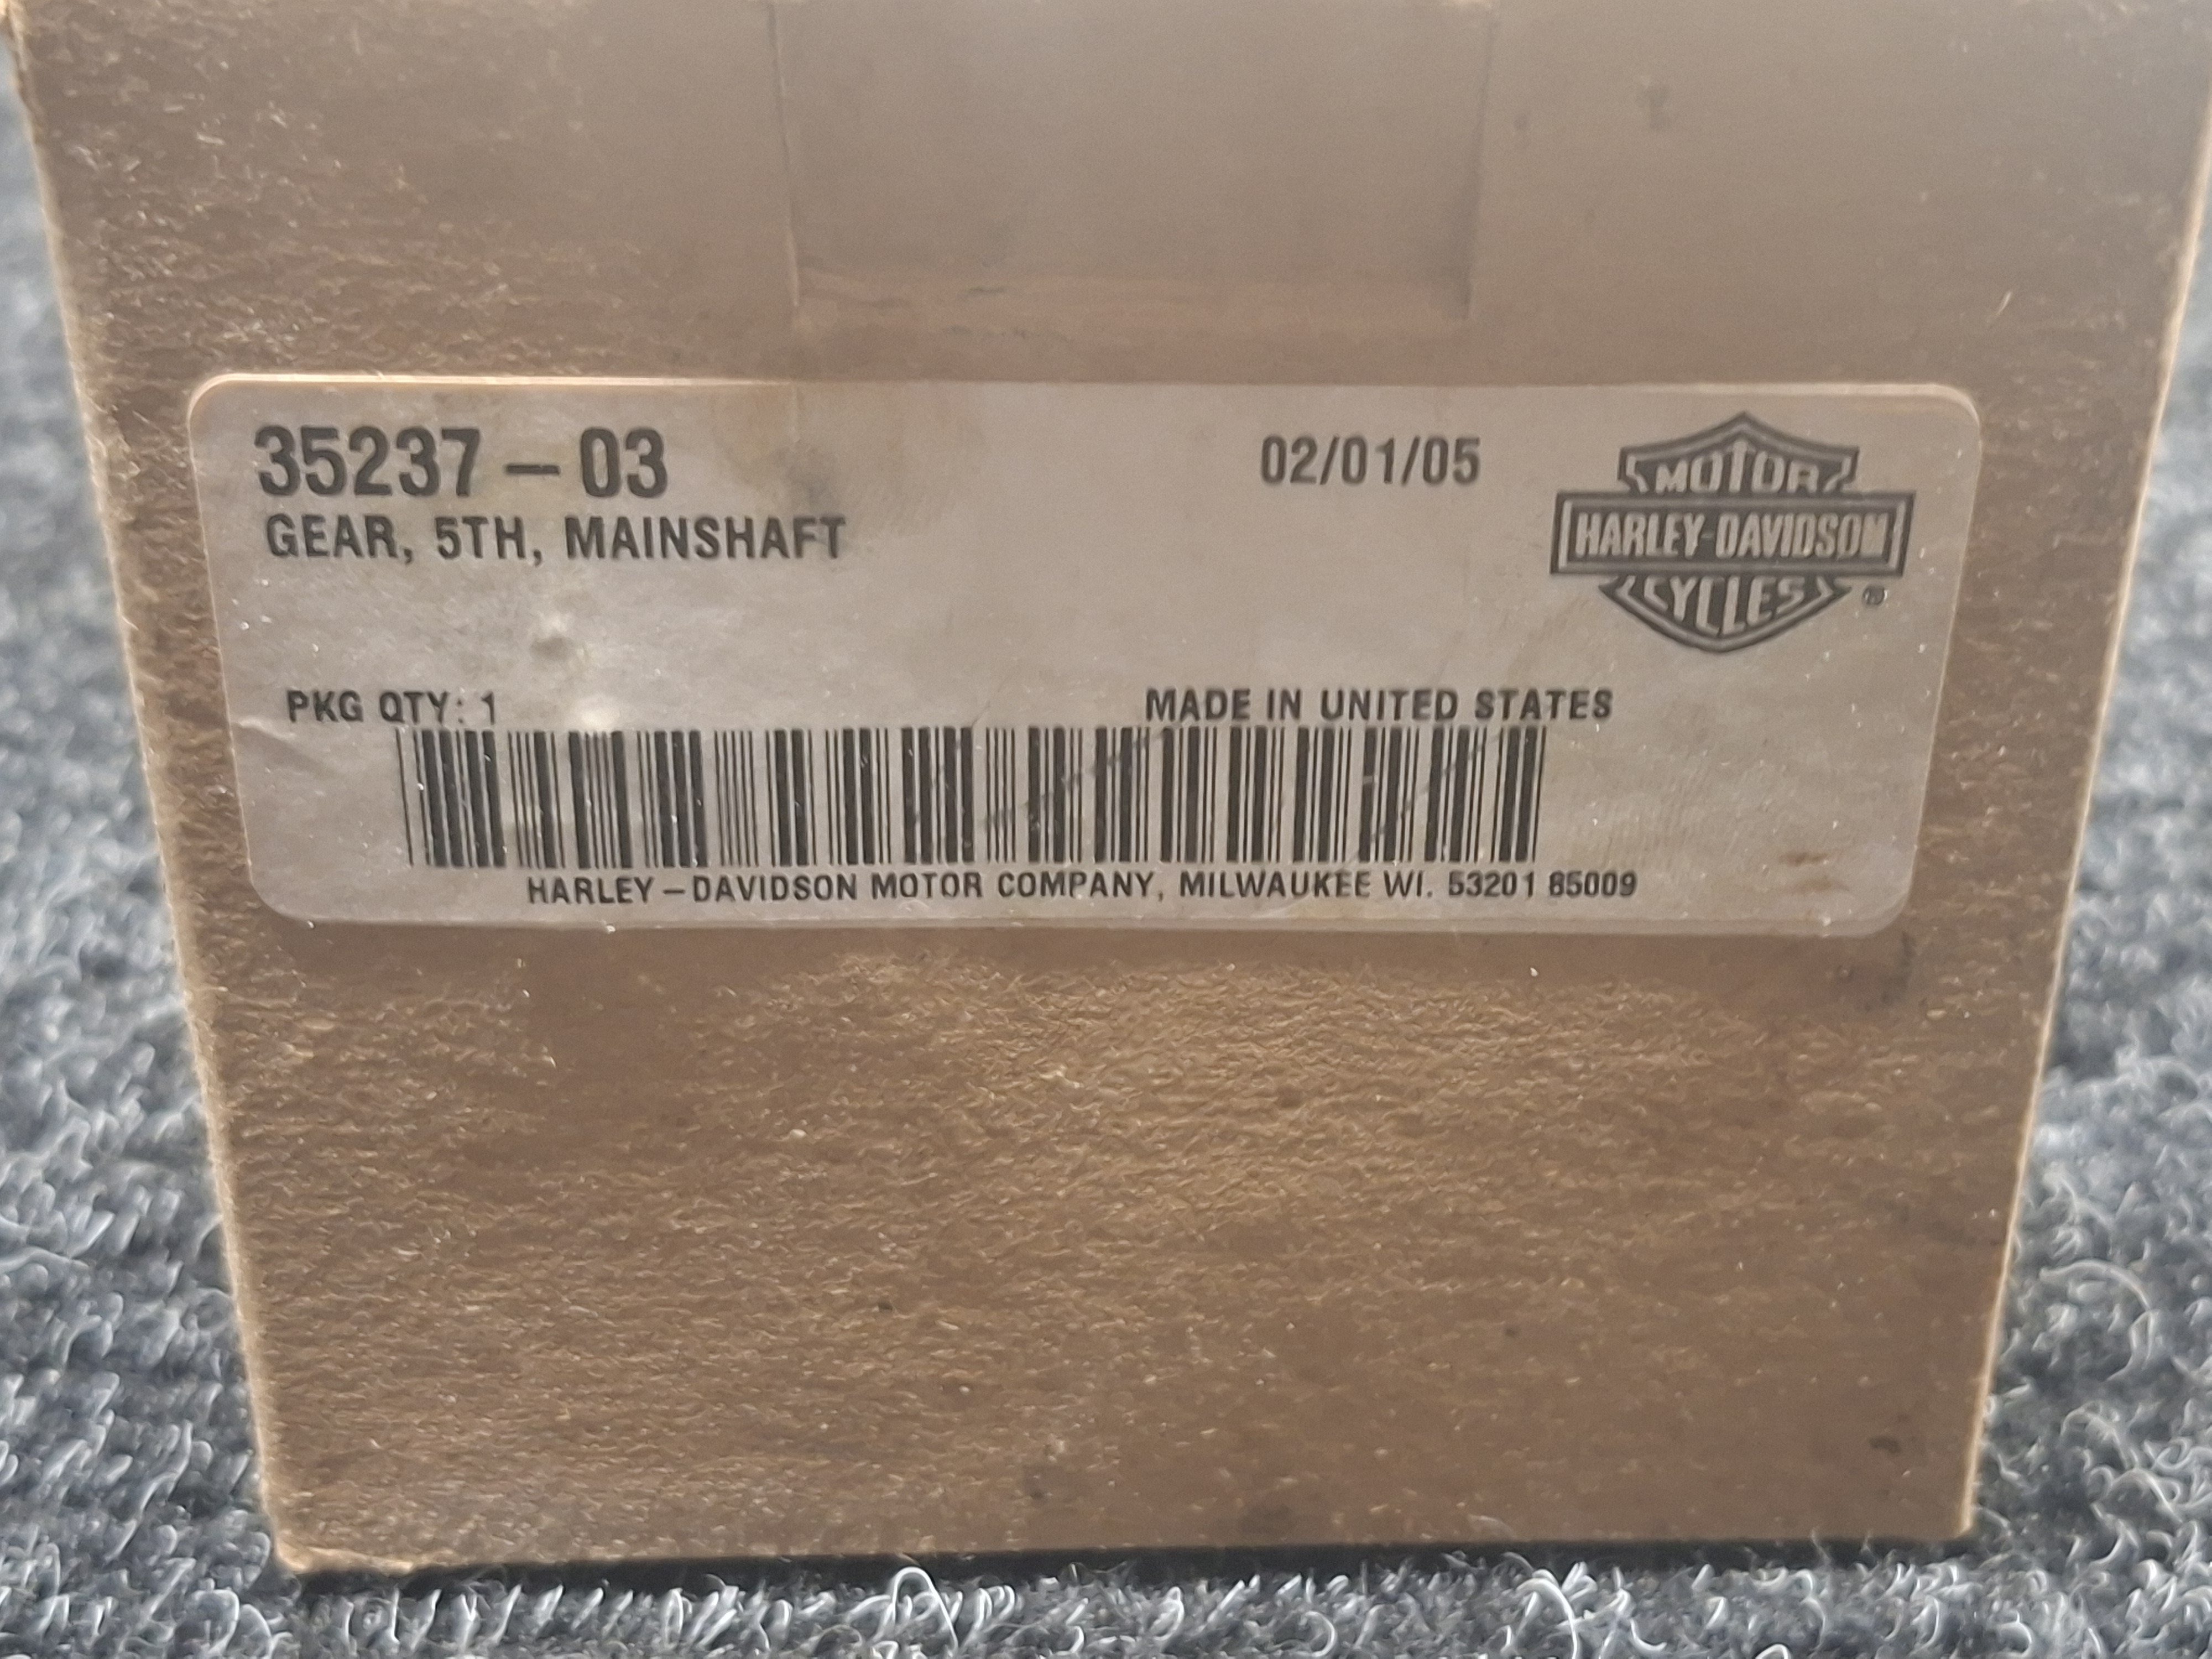 35237-03
GEAR, 5TH, MAINSHAFT
02/01/05
MOTOR
HARLEY-DAVIDSON
CYCLES
®
PKG QTY: 1
MADE IN UNITED STATES
HARLEY-DAVIDSON MOTOR COMPANY, MILWAUKEE WI. 53201 85009